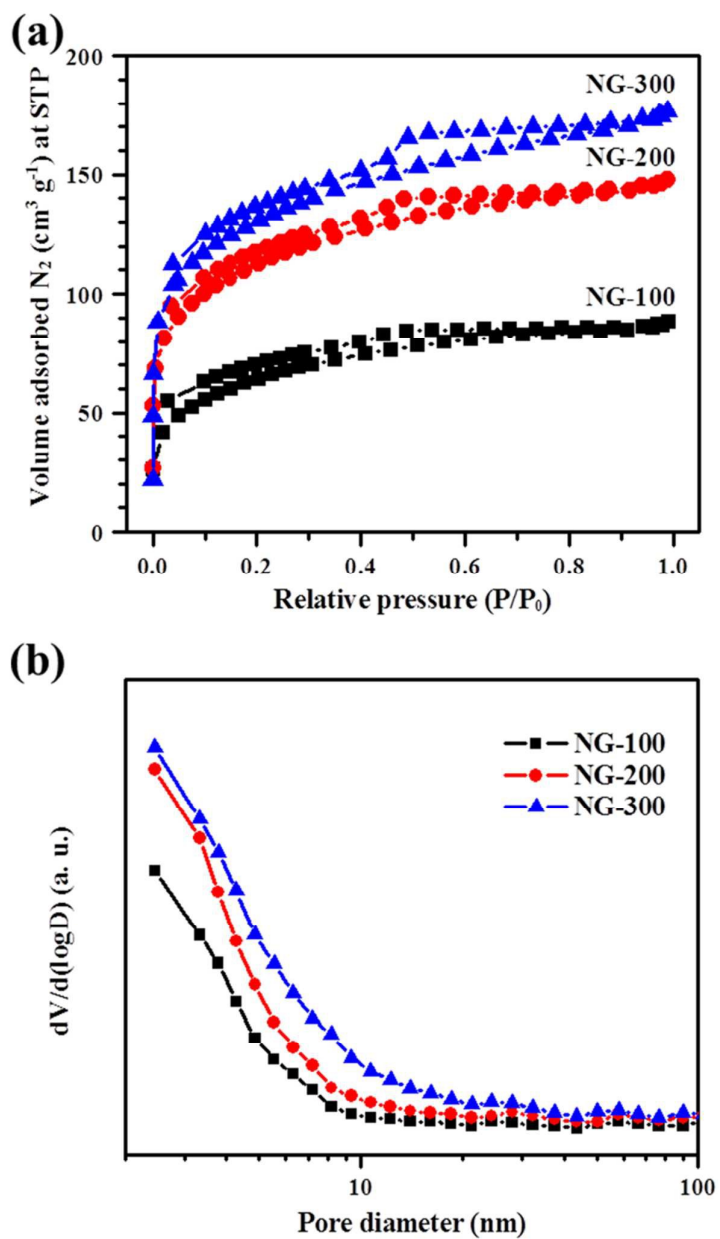 (a)
Volume adsorbed N₂ (cm³ g⁻¹) at STP
200
150
100
50
0
NG-300
NG-200
NG-100
0.0 0.2 0.4 0.6 0.8 1.0
Relative pressure (P/P₀)
(b)
dV/d(logD) (a. u.)
NG-100
NG-200
NG-300
10 100
Pore diameter (nm)